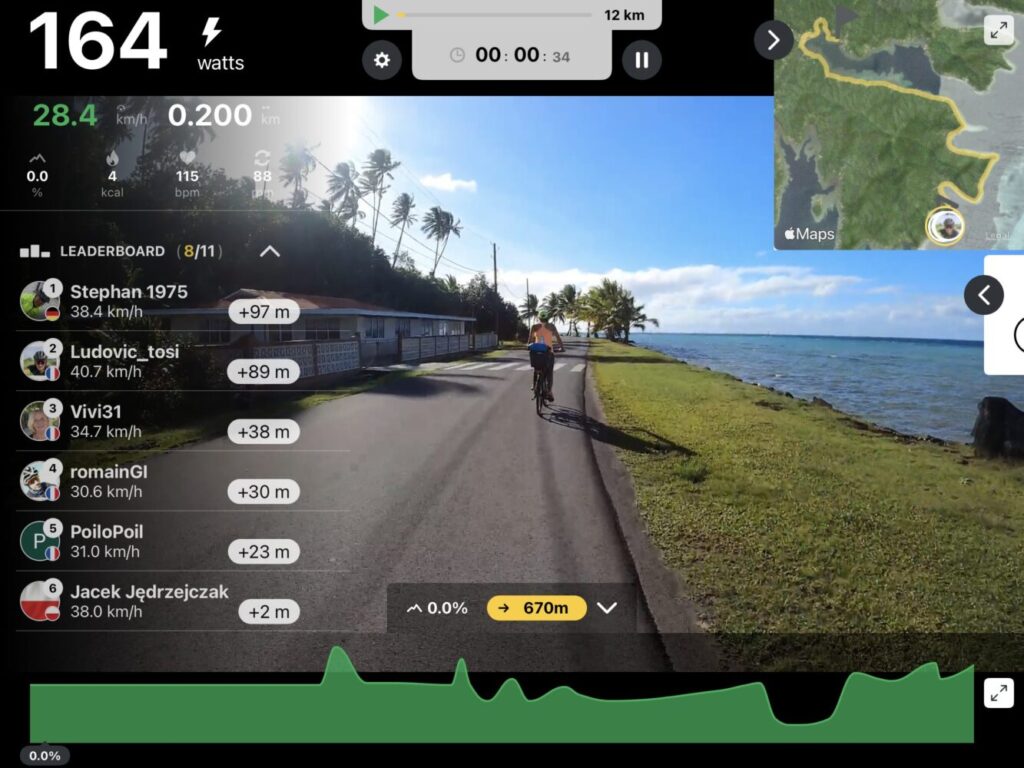 164
watts
12 km
00 : 00 : 34
28.4 km/h 0.200 km
0.0 4 115 88
% kcal bpm rpm
LEADERBOARD (8/11)
1 Stephan 1975
38.4 km/h +97 m
2 Ludovic_tosi
40.7 km/h +89 m
3 Vivi31
34.7 km/h +38 m
4 romainGI
30.6 km/h +30 m
P 5 PoiloPoil
31.0 km/h +23 m
6 Jacek Jędrzejczak
38.0 km/h +2 m
Maps Legal
0.0% → 670m
0.0%